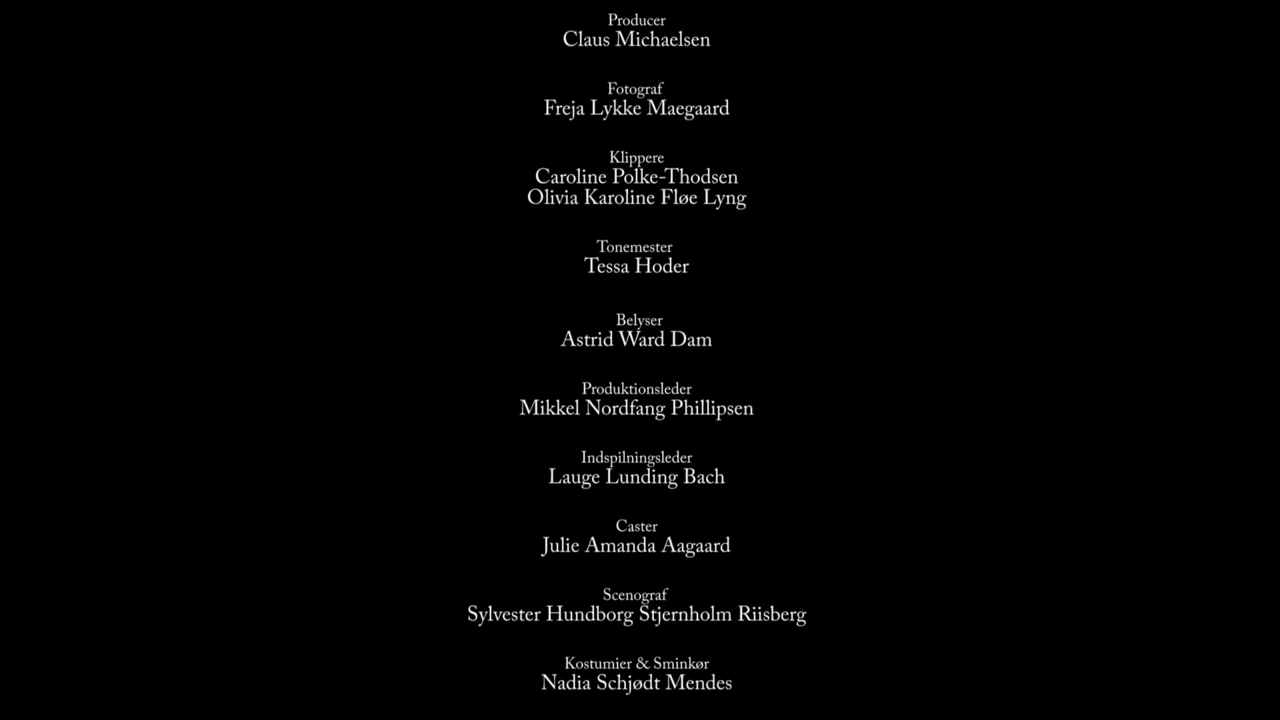 Producer
Claus Michaelsen
Fotograf
Freja Lykke Maegaard
Klippere
Caroline Polke-Thodsen
Olivia Karoline Fløe Lyng
Tonemester
Tessa Hoder
Belyser
Astrid Ward Dam
Produktionsleder
Mikkel Nordfang Phillipsen
Indspilningsleder
Lauge Lunding Bach
Caster
Julie Amanda Aagaard
Scenograf
Sylvester Hundborg Stjernholm Riisberg
Kostumier & Sminkør
Nadia Schjødt Mendes